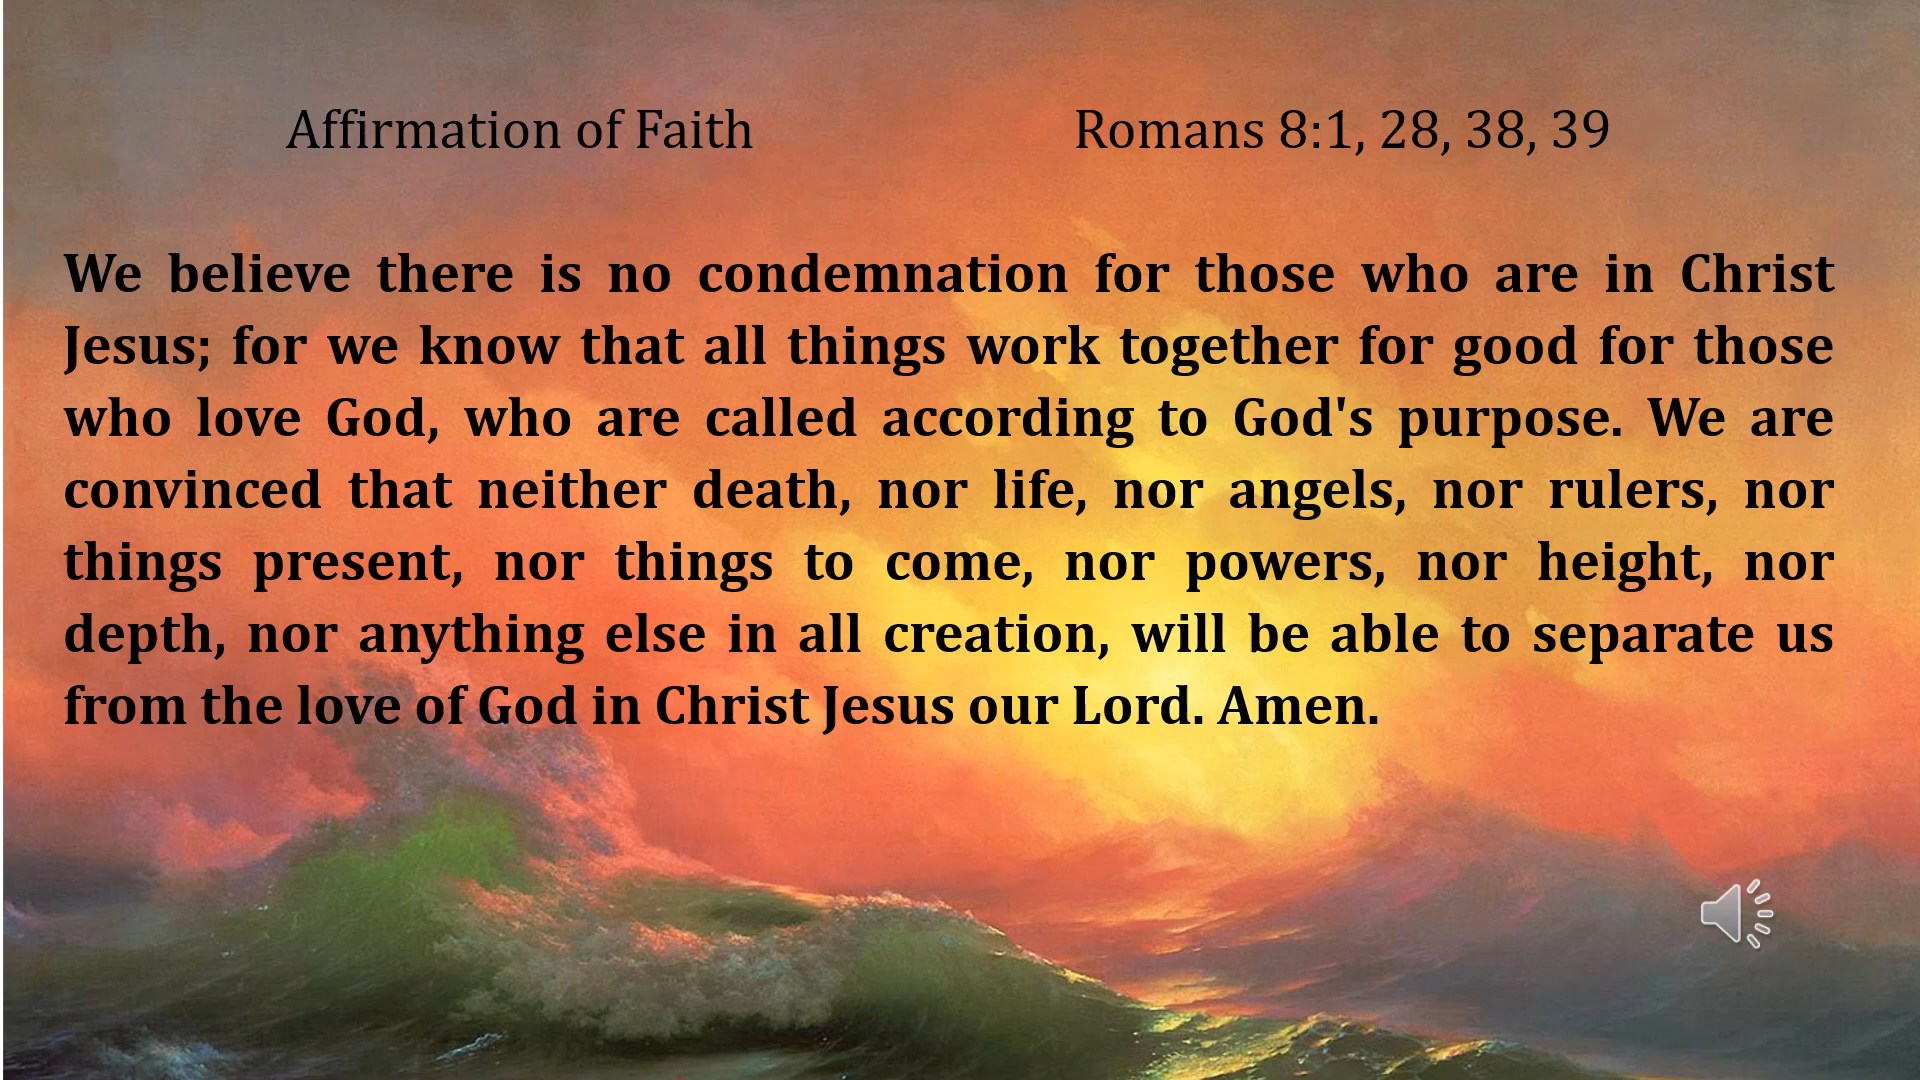 Affirmation of Faith Romans 8:1, 28, 38, 39
We believe there is no condemnation for those who are in Christ
Jesus; for we know that all things work together for good for those
who love God, who are called according to God's purpose. We are
convinced that neither death, nor life, nor angels, nor rulers, nor
things present, nor things to come, nor powers, nor height, nor
depth, nor anything else in all creation, will be able to separate us
from the love of God in Christ Jesus our Lord. Amen.